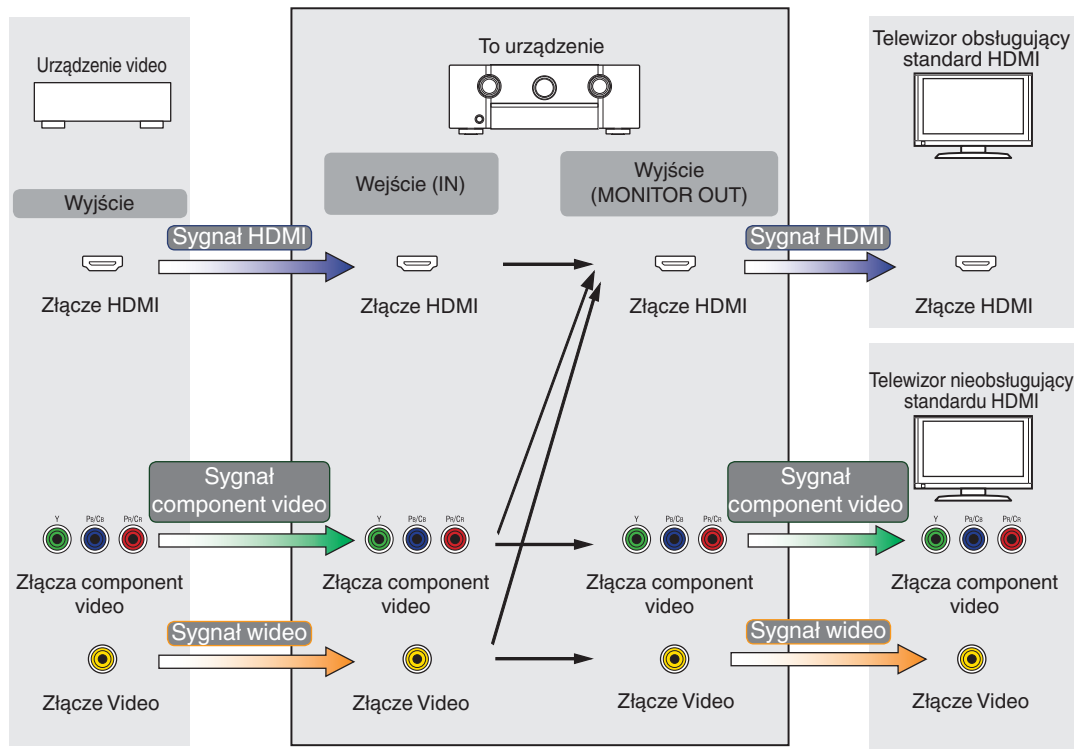 Urządzenie video
To urządzenie
Telewizor obsługujący
standard HDMI
Wyjście
Wejście (IN)
Wyjście
(MONITOR OUT)
Sygnał HDMI
Sygnał HDMI
Złącze HDMI
Złącze HDMI
Złącze HDMI
Złącze HDMI
Telewizor nieobsługujący
standardu HDMI
Sygnał
component video
Sygnał
component video
Y PB/CB PR/CR
Y PB/CB PR/CR
Y PB/CB PR/CR
Y PB/CB PR/CR
Złącza component
video
Złącza component
video
Złącza component
video
Złącza component
video
Sygnał wideo
Sygnał wideo
Złącze Video
Złącze Video
Złącze Video
Złącze Video